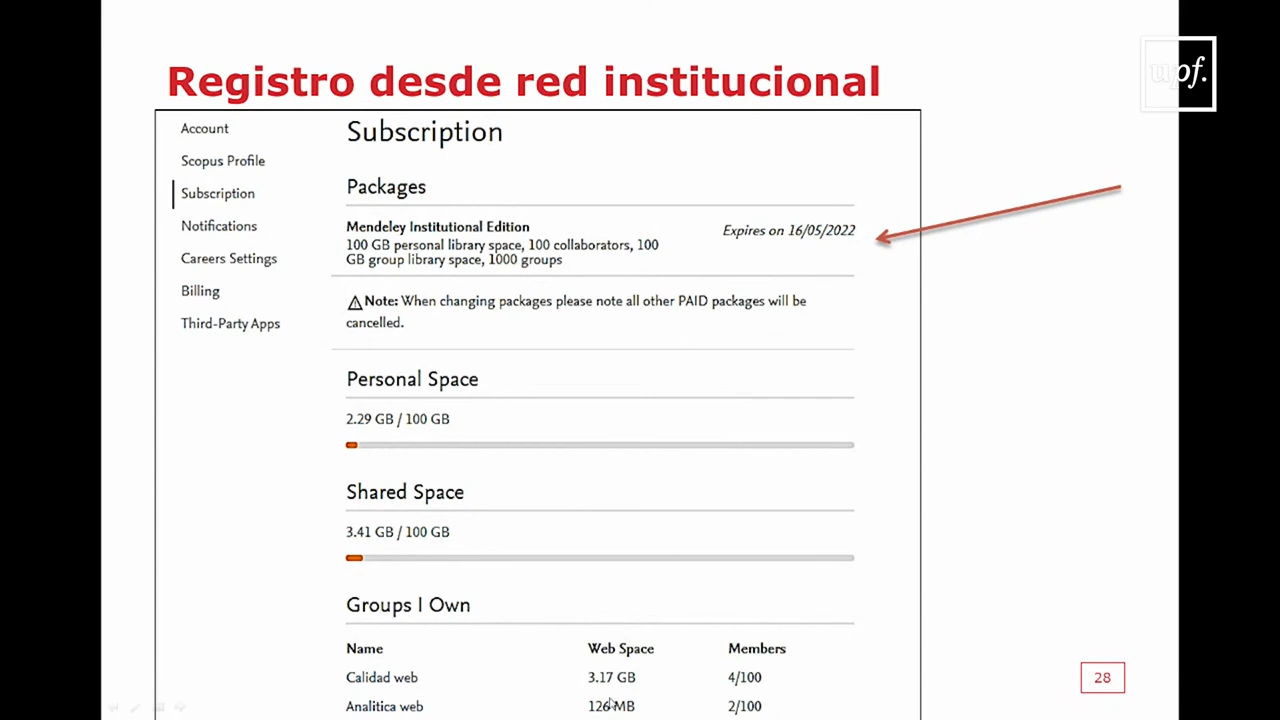 Registro desde red institucional
upf.
Account
Scopus Profile
Subscription
Notifications
Careers Settings
Billing
Third-Party Apps
Subscription
Packages
Mendeley Institutional Edition
Expires on 16/05/2022
100 GB personal library space, 100 collaborators, 100
GB group library space, 1000 groups
Note: When changing packages please note all other PAID packages will be
cancelled.
Personal Space
2.29 GB / 100 GB
Shared Space
3.41 GB / 100 GB
Groups I Own
Name Web Space Members
Calidad web 3.17 GB 4/100
Analitica web 126 MB 2/100
28